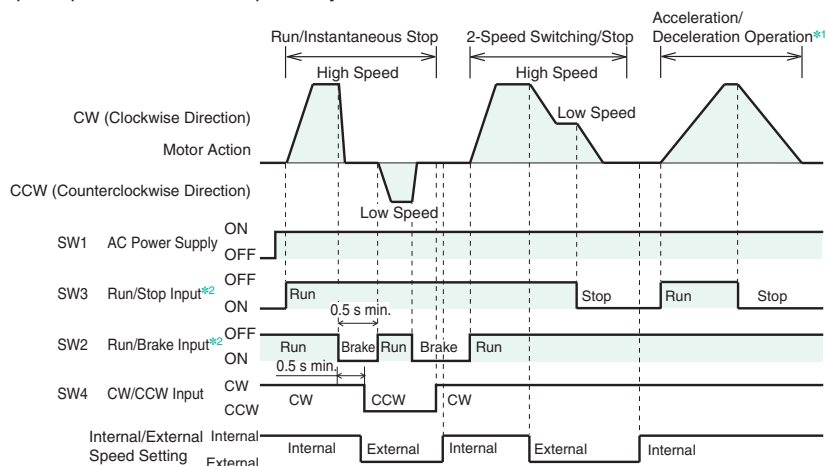 Run/Instantaneous Stop
2-Speed Switching/Stop
Acceleration/
Deceleration Operation*1
High Speed
High Speed
CW (Clockwise Direction)
Low Speed
Motor Action
CCW (Counterclockwise Direction)
Low Speed
SW1 AC Power Supply ON
OFF
SW3 Run/Stop Input*2 OFF
ON
Run Stop Run Stop
0.5 s min.
SW2 Run/Brake Input*2 OFF
ON
Run Brake Run Brake Run
0.5 s min.
SW4 CW/CCW Input CW
CCW
CW CCW CW
Internal/External
Speed Setting
Internal
External
Internal External Internal External Internal